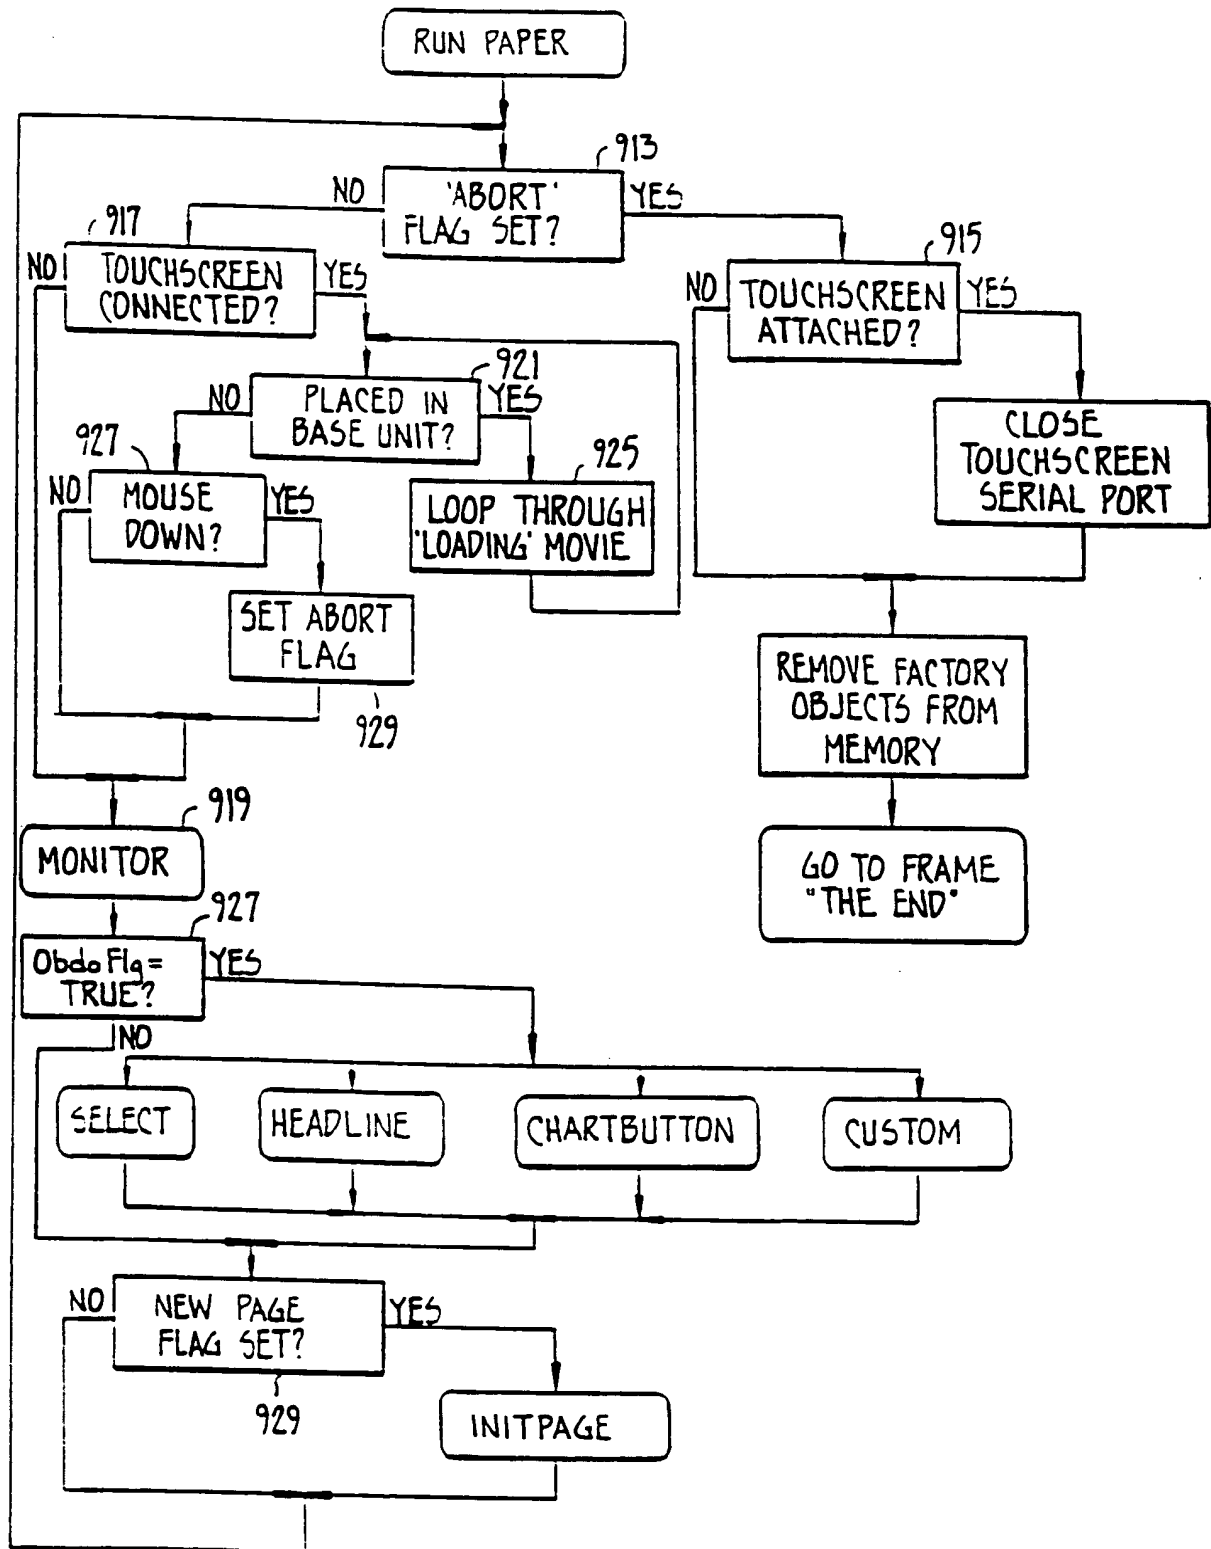 RUN PAPER
913
'ABORT'
FLAG SET?
NO
YES
917
TOUCHSCREEN
CONNECTED?
NO
YES
915
TOUCHSCREEN
ATTACHED?
NO
YES
921
PLACED IN
BASE UNIT?
NO
YES
CLOSE
TOUCHSCREEN
SERIAL PORT
927
MOUSE
DOWN?
NO
YES
925
LOOP THROUGH
'LOADING' MOVIE
SET ABORT
FLAG
929
REMOVE FACTORY
OBJECTS FROM
MEMORY
919
MONITOR
GO TO FRAME
"THE END"
927
ObdoFlg=
TRUE?
YES
NO
SELECT
HEADLINE
CHARTBUTTON
CUSTOM
NEW PAGE
FLAG SET?
NO
YES
929
INITPAGE